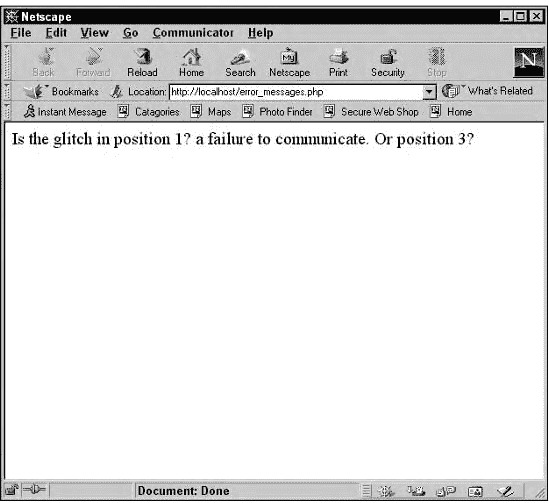 Netscape
File Edit View Go Communicator Help
Back Forward Reload Home Search Netscape Print Security Stop
N
Bookmarks Location: http://localhost/error_messages.php What's Related
Instant Message Catagories Maps Photo Finder Secure Web Shop Home
Is the glitch in position 1? a failure to communicate. Or position 3?
Document: Done